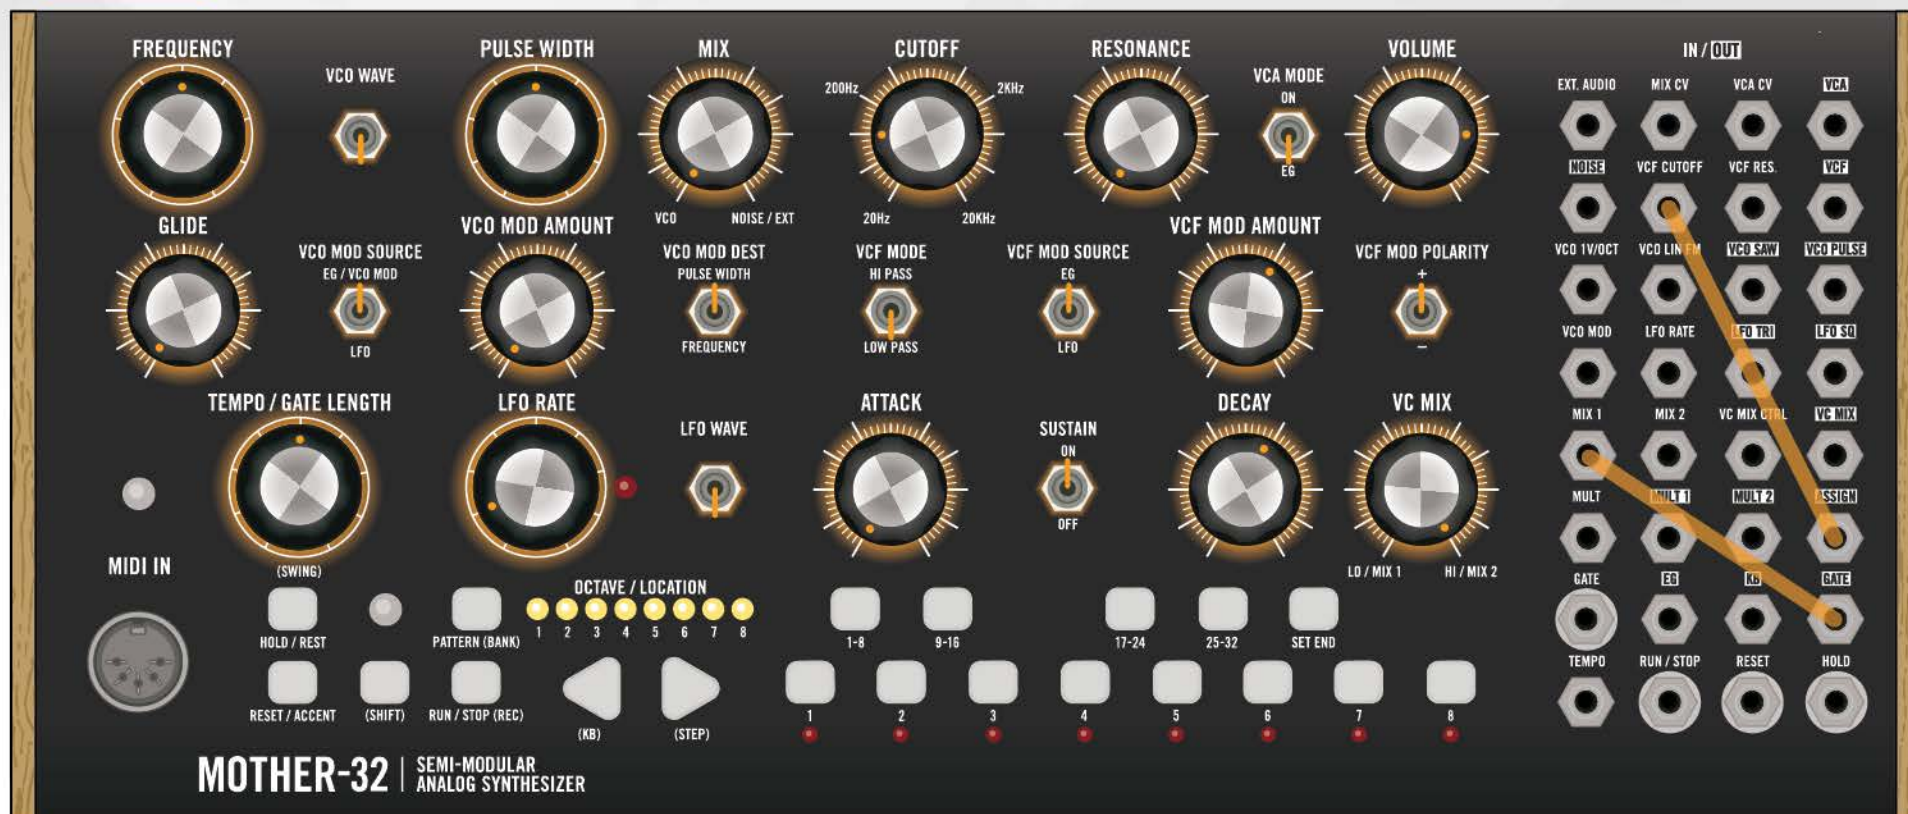 FREQUENCY
VCO WAVE
PULSE WIDTH
MIX
VCO
NOISE / EXT
CUTOFF
200Hz
2KHz
20Hz
20KHz
RESONANCE
VCA MODE
ON
EG
VOLUME
GLIDE
VCO MOD SOURCE
EG / VCO MOD
LFO
VCO MOD AMOUNT
VCO MOD DEST
PULSE WIDTH
FREQUENCY
VCF MODE
HI PASS
LOW PASS
VCF MOD SOURCE
EG
LFO
VCF MOD AMOUNT
VCF MOD POLARITY
+
–
TEMPO / GATE LENGTH
(SWING)
LFO RATE
LFO WAVE
ATTACK
SUSTAIN
ON
OFF
DECAY
VC MIX
LO / MIX 1
HI / MIX 2
MIDI IN
HOLD / REST
PATTERN (BANK)
OCTAVE / LOCATION
1 2 3 4 5 6 7 8
1-8
9-16
17-24
25-32
SET END
RESET / ACCENT
(SHIFT)
RUN / STOP (REC)
(KB)
(STEP)
1 2 3 4 5 6 7 8
MOTHER-32
SEMI-MODULAR
ANALOG SYNTHESIZER
IN / OUT
EXT. AUDIO MIX CV VCA CV VCA
NOISE VCF CUTOFF VCF RES. VCF
VCO 1V/OCT VCO LIN FM VCO SAW VCO PULSE
VCO MOD LFO RATE LFO TRI LFO SQ
MIX 1 MIX 2 VC MIX CTRL VC MIX
MULT MULT 1 MULT 2 ASSIGN
GATE EG KB GATE
TEMPO RUN / STOP RESET HOLD